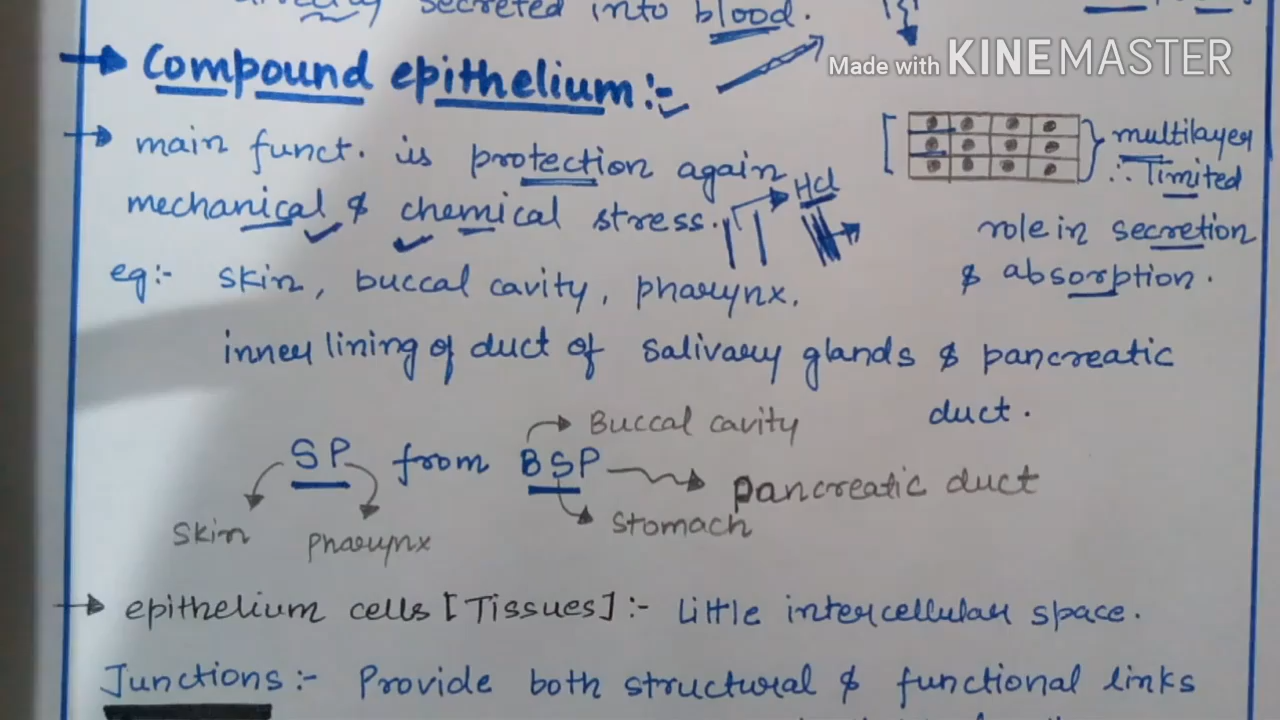 secreted into blood.
Made with KINEMASTER
→ Compound epithelium :-
→ main funct. is protection again
mechanical & chemical stress.
HCl
eg:- skin, buccal cavity, pharynx.
inner lining of duct of salivary glands & pancreatic
duct.
multilayer
∴ Limited
role in secretion
& absorption.
SP from BSP
Buccal cavity
pancreatic duct
Stomach
Skin
Pharynx
→ epithelium cells [Tissues] :- Little intercellular space.
Junctions :- Provide both structural & functional links